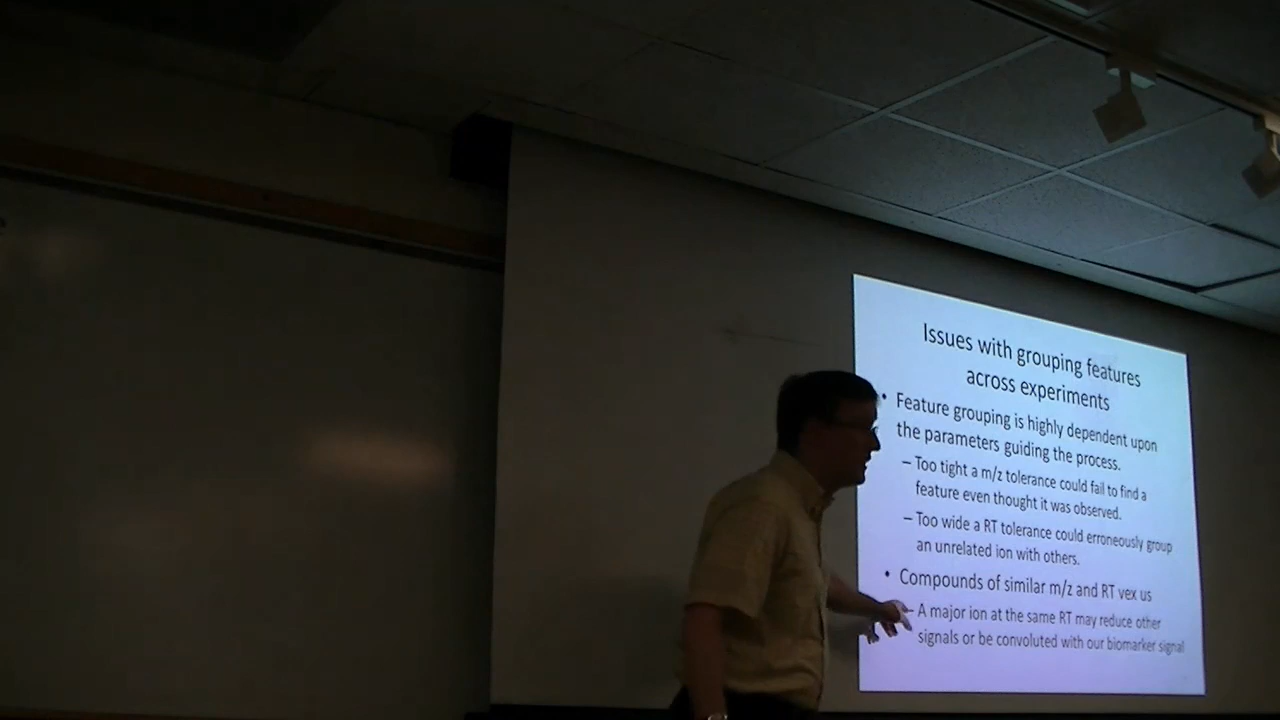 Issues with grouping features
across experiments
• Feature grouping is highly dependent upon
the parameters guiding the process.
– Too tight a m/z tolerance could fail to find a
feature even thought it was observed.
– Too wide a RT tolerance could erroneously group
an unrelated ion with others.
• Compounds of similar m/z and RT vex us
– A major ion at the same RT may reduce other
signals or be convoluted with our biomarker signal